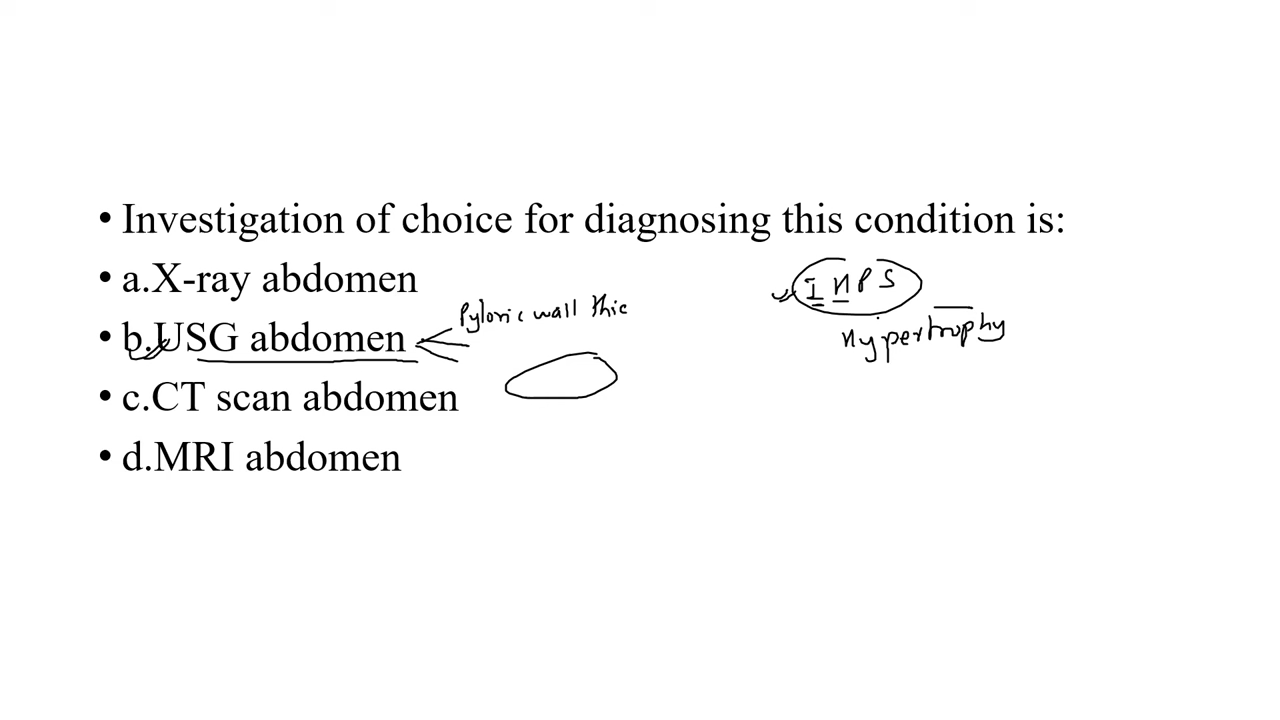 • Investigation of choice for diagnosing this condition is:
• a.X-ray abdomen
IHPS
Pyloric wall thic
• b.USG abdomen
Hypertrophy
• c.CT scan abdomen
• d.MRI abdomen